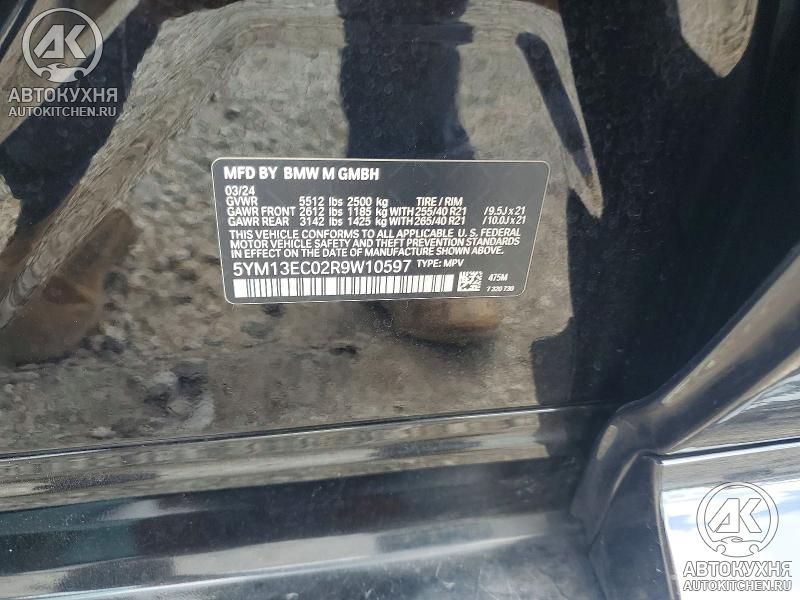 АК
АВТОКУХНЯ
AUTOKITCHEN.RU
MFD BY BMW M GMBH
03/24
GVWR 5512 lbs 2500 kg TIRE / RIM
GAWR FRONT 2612 lbs 1185 kg WITH 255/40 R21 /9.5J x 21
GAWR REAR 3142 lbs 1425 kg WITH 265/40 R21 /10.0J x 21
THIS VEHICLE CONFORMS TO ALL APPLICABLE U. S. FEDERAL
MOTOR VEHICLE SAFETY AND THEFT PREVENTION STANDARDS
IN EFFECT ON THE DATE OF MANUFACTURE SHOWN ABOVE.
5YM13EC02R9W10597 TYPE: MPV
475M
7 320 730
АК
АВТОКУХНЯ
AUTOKITCHEN.RU